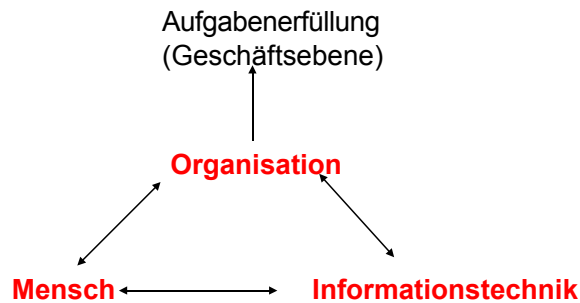 Aufgabenerfüllung
(Geschäftsebene)
Organisation
Mensch
Informationstechnik